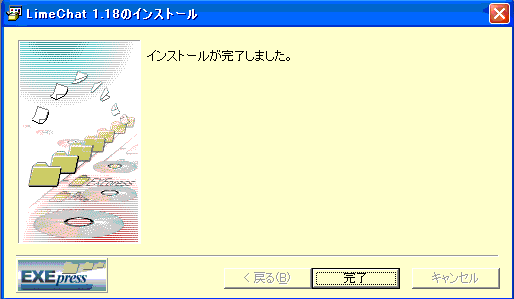 LimeChat 1.18のインストール
インストールが完了しました。
EXEpress
EXEpress
< 戻る(B)
完了
キャンセル